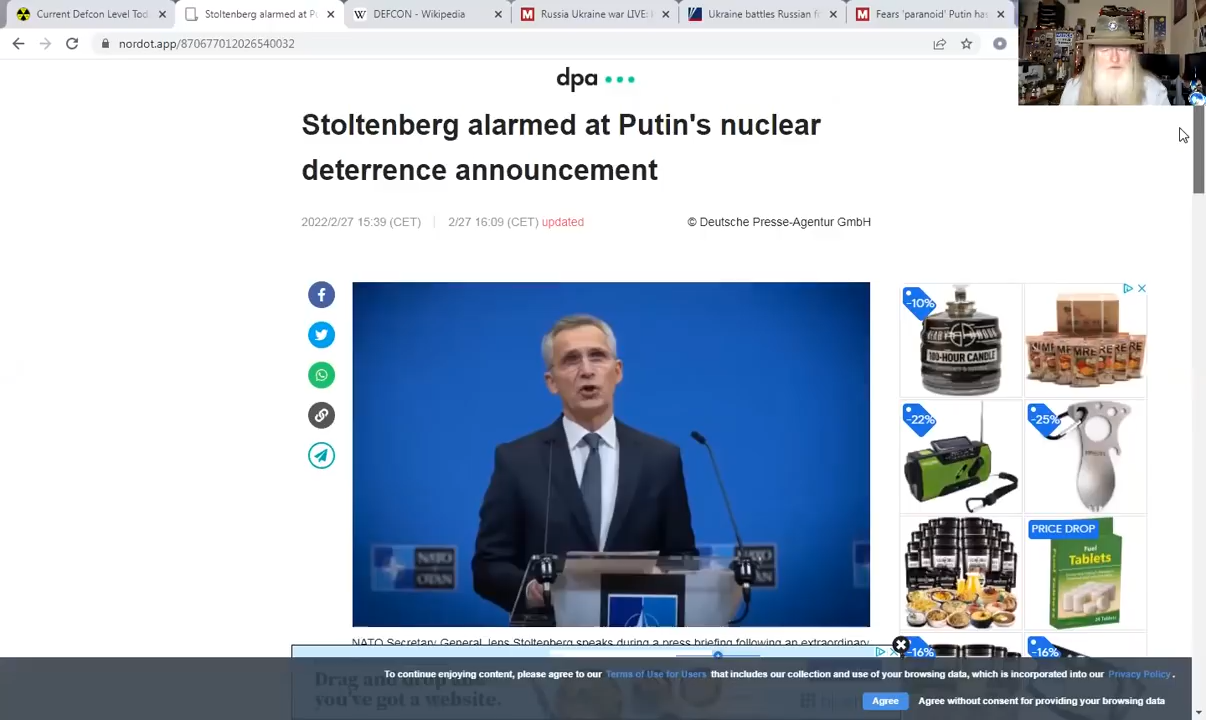 Current Defcon Level Tod
Stoltenberg alarmed at P
DEFCON - Wikipedia
Russia Ukraine war LIVE:
Ukraine battles Russian f
Fears 'paranoid' Putin has
nordot.app/870677012026540032
dpa
Stoltenberg alarmed at Putin's nuclear
deterrence announcement
2022/2/27 15:39 (CET)
2/27 16:09 (CET) updated
© Deutsche Presse-Agentur GmbH
-10%
100-HOUR CANDLE
MRE
-22%
-25%
NATO
OTAN
PRICE DROP
Fuel
Tablets
NATO Secretary General Jens Stoltenberg speaks during a press briefing following an extraordinary
-16%
-16%
Drag and drop
you've got a website.
To continue enjoying content, please agree to our Terms of Use for Users that includes our collection and use of your browsing data, which is incorporated into our Privacy Policy.
Agree
Agree without consent for providing your browsing data